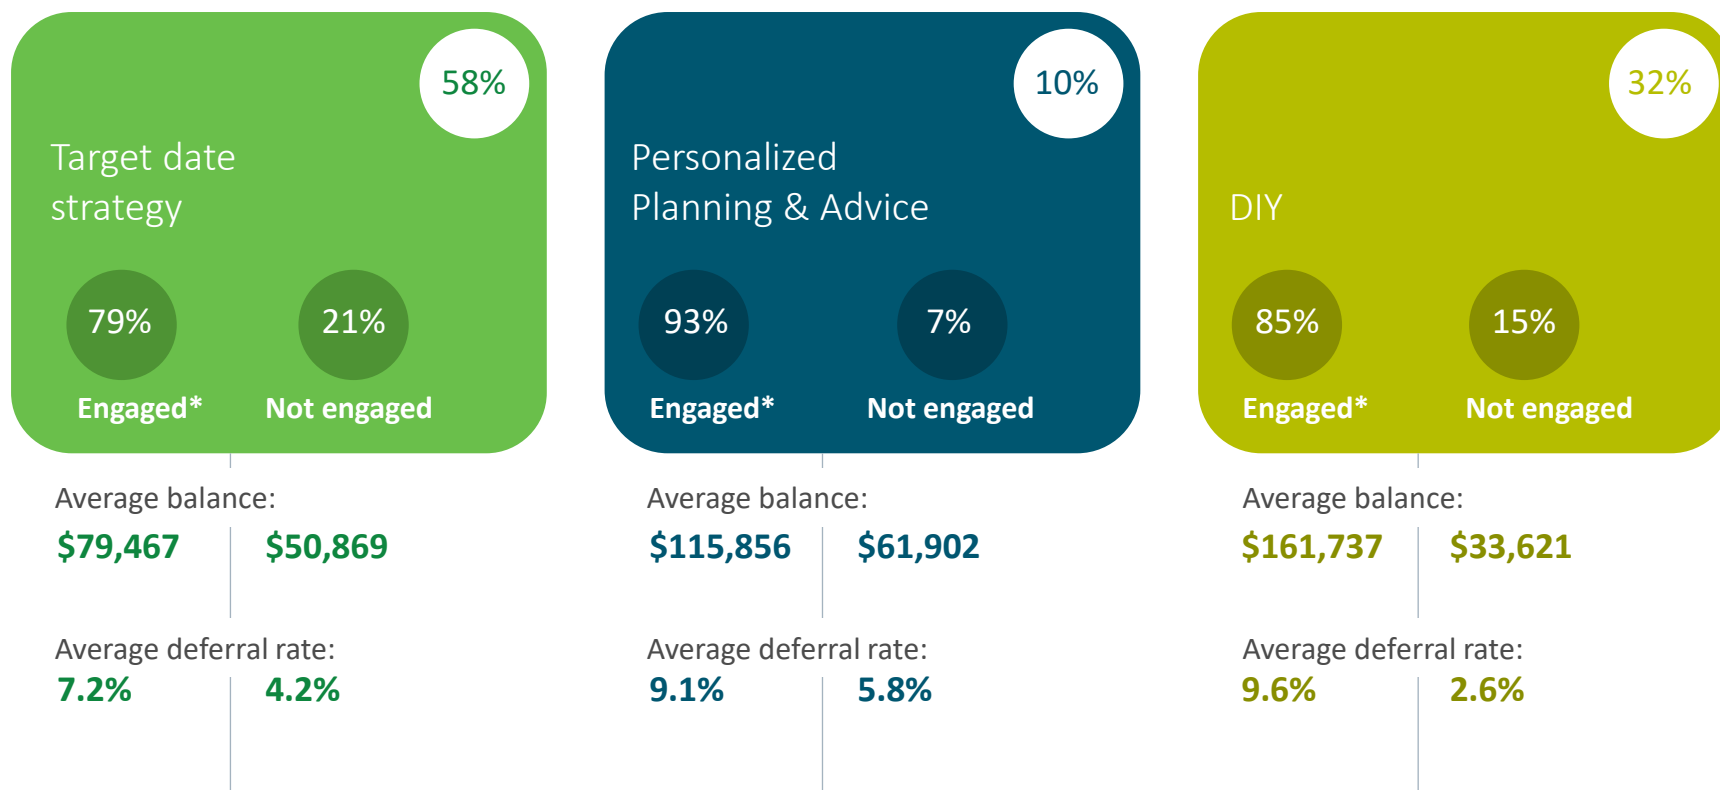 58%
Target date
strategy
79%
21%
Engaged*
Not engaged
Average balance:
$79,467
$50,869
Average deferral rate:
7.2%
4.2%
10%
Personalized
Planning & Advice
93%
7%
Engaged*
Not engaged
Average balance:
$115,856
$61,902
Average deferral rate:
9.1%
5.8%
32%
DIY
85%
15%
Engaged*
Not engaged
Average balance:
$161,737
$33,621
Average deferral rate:
9.6%
2.6%